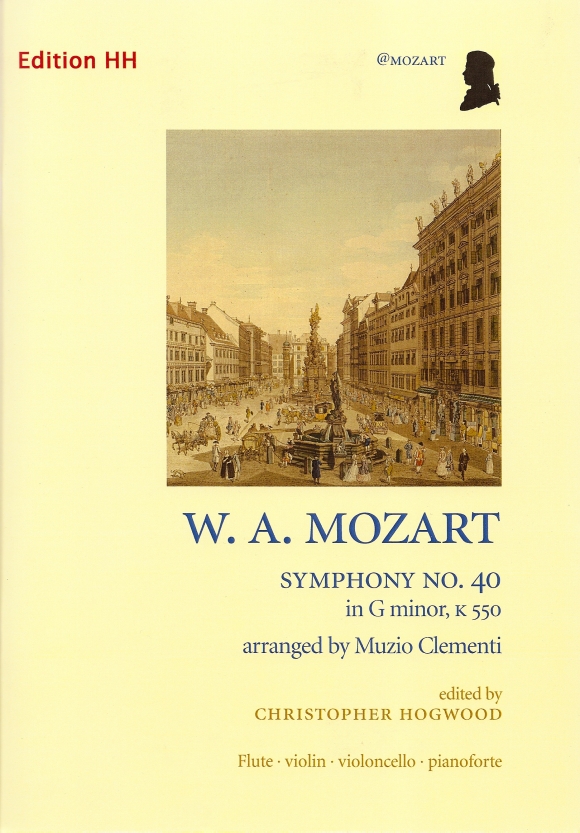 Edition HH
@MOZART
W. A. MOZART
SYMPHONY NO. 40
in G minor, K 550
arranged by Muzio Clementi
edited by
CHRISTOPHER HOGWOOD
Flute · violin · violoncello · pianoforte